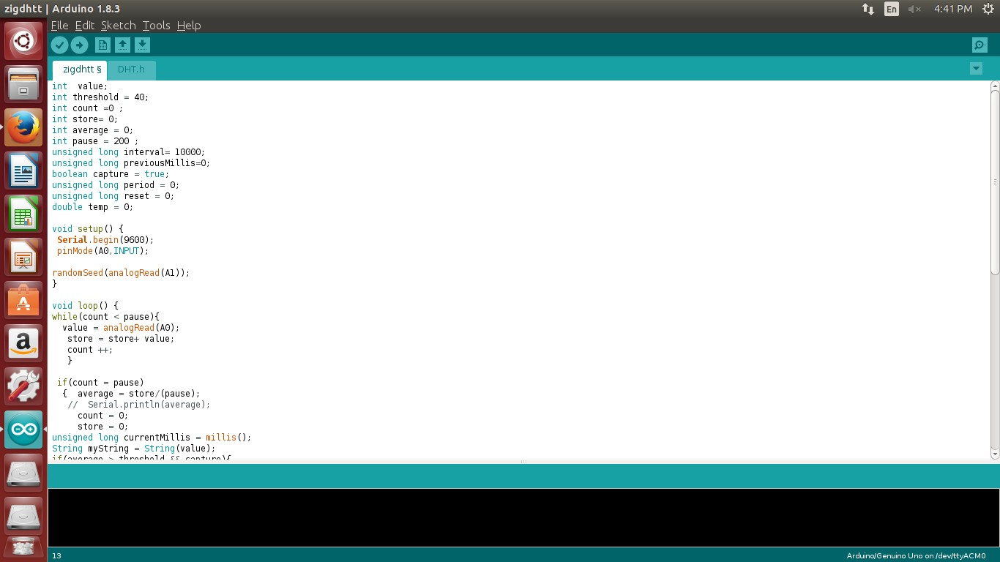 zigdhtt | Arduino 1.8.3
En
4:41 PM
File Edit Sketch Tools Help
zigdhtt §
DHT.h
int  value;
int threshold = 40;
int count =0 ;
int store= 0;
int average = 0;
int pause = 200 ;
unsigned long interval= 10000;
unsigned long previousMillis=0;
boolean capture = true;
unsigned long period = 0;
unsigned long reset = 0;
double temp = 0;
void setup() {
Serial.begin(9600);
pinMode(A0,INPUT);
randomSeed(analogRead(A1));
}
void loop() {
while(count < pause){
value = analogRead(A0);
store = store+ value;
count ++;
}
if(count = pause)
{  average = store/(pause);
//  Serial.println(average);
count = 0;
store = 0;
unsigned long currentMillis = millis();
String myString = String(value);
if(average > threshold && capture){
a
13
Arduino/Genuino Uno on /dev/ttyACM0